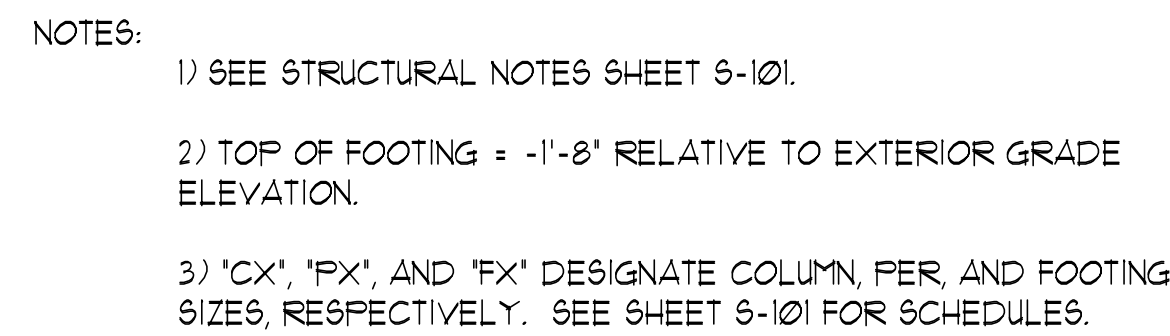 NOTES:
1) SEE STRUCTURAL NOTES SHEET S-101.
2) TOP OF FOOTING = -1'-8" RELATIVE TO EXTERIOR GRADE
ELEVATION.
3) "CX", "PX", AND "FX" DESIGNATE COLUMN, PER, AND FOOTING
SIZES, RESPECTIVELY. SEE SHEET S-101 FOR SCHEDULES.